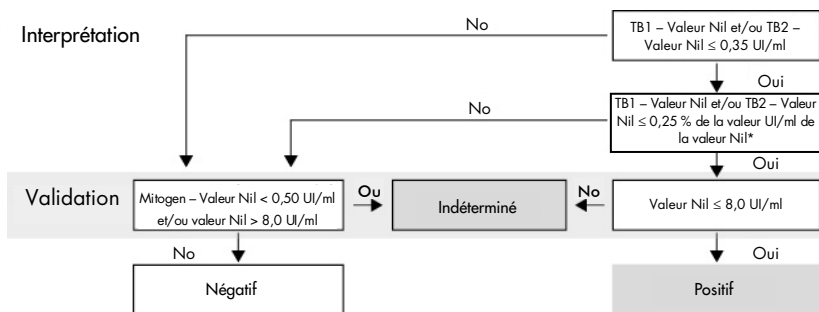 Interprétation
No
TB1 – Valeur Nil et/ou TB2 –
Valeur Nil ≤ 0,35 UI/ml
Oui
No
TB1 – Valeur Nil et/ou TB2 – Valeur
Nil ≤ 0,25 % de la valeur UI/ml de
la valeur Nil*
Oui
Validation
Mitogen – Valeur Nil < 0,50 UI/ml
et/ou valeur Nil > 8,0 UI/ml
Ou
Indéterminé
No
Valeur Nil ≤ 8,0 UI/ml
No
Oui
Négatif
Positif